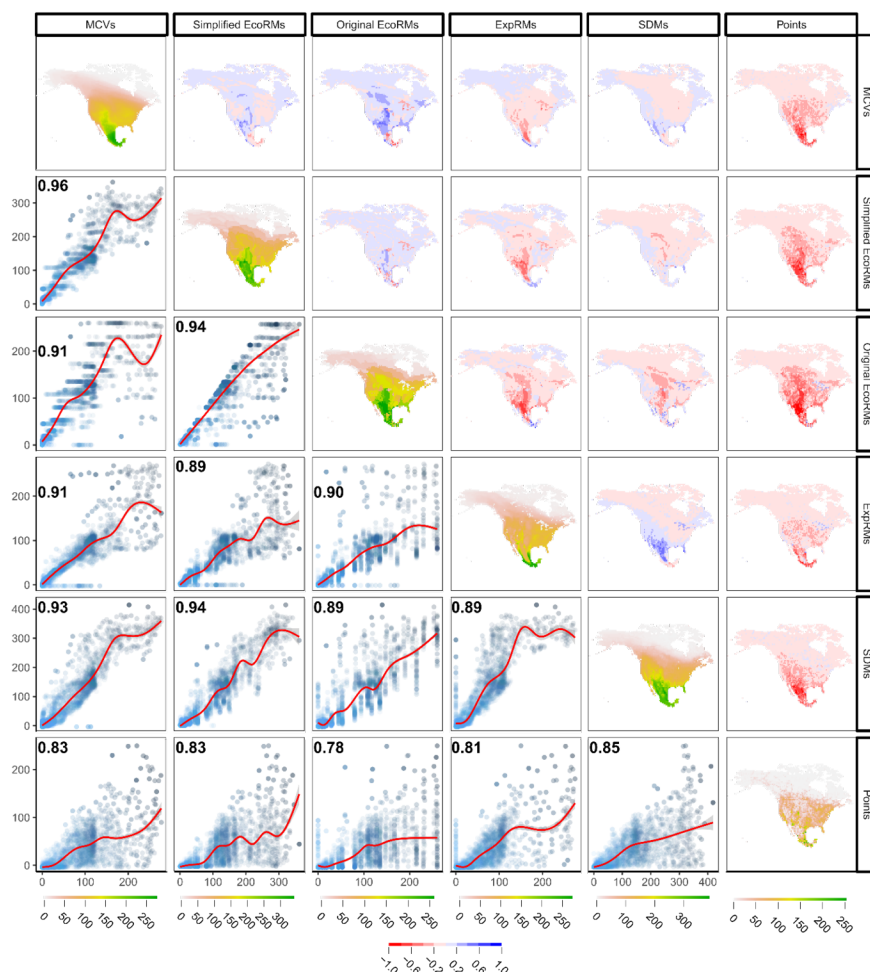 MCVs Simplified EcoRMs Original EcoRMs ExpRMs SDMs Points
MCVs
0.96
300
200
100
0
Simplified EcoRMs
0.91 0.94
200
100
0
Original EcoRMs
0.91 0.89 0.90
200
100
0
ExpRMs
0.93 0.94 0.89 0.89
400
300
200
100
0
SDMs
0.83 0.83 0.78 0.81 0.85
200
100
0
Points
0 100 200 0 100 200 300 0 100 200 0 100 200 0 100 200 300 400
0 50 100 150 200 250 0 50 100 150 200 250 300 0 50 100 150 200 250 0 50 100 150 200 250 0 100 200 300 0 50 100 150 200 250
-1.0 -0.6 -0.2 0.2 0.6 1.0